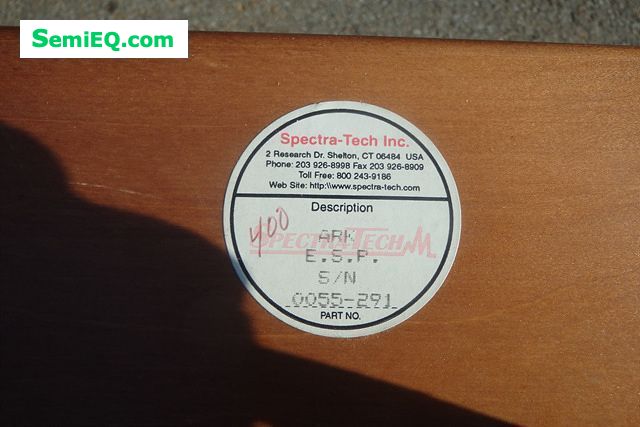 SemiEQ.com
Spectra-Tech Inc.
2 Research Dr. Shelton, CT 06484 USA
Phone: 203 926-8998 Fax 203 926-8909
Toll Free: 800 243-9186
Web Site: http:\\www.spectra-tech.com
Description
400
SPECTRA-TECH
ARK
E.S.P.
S/N
0055-291
PART NO.